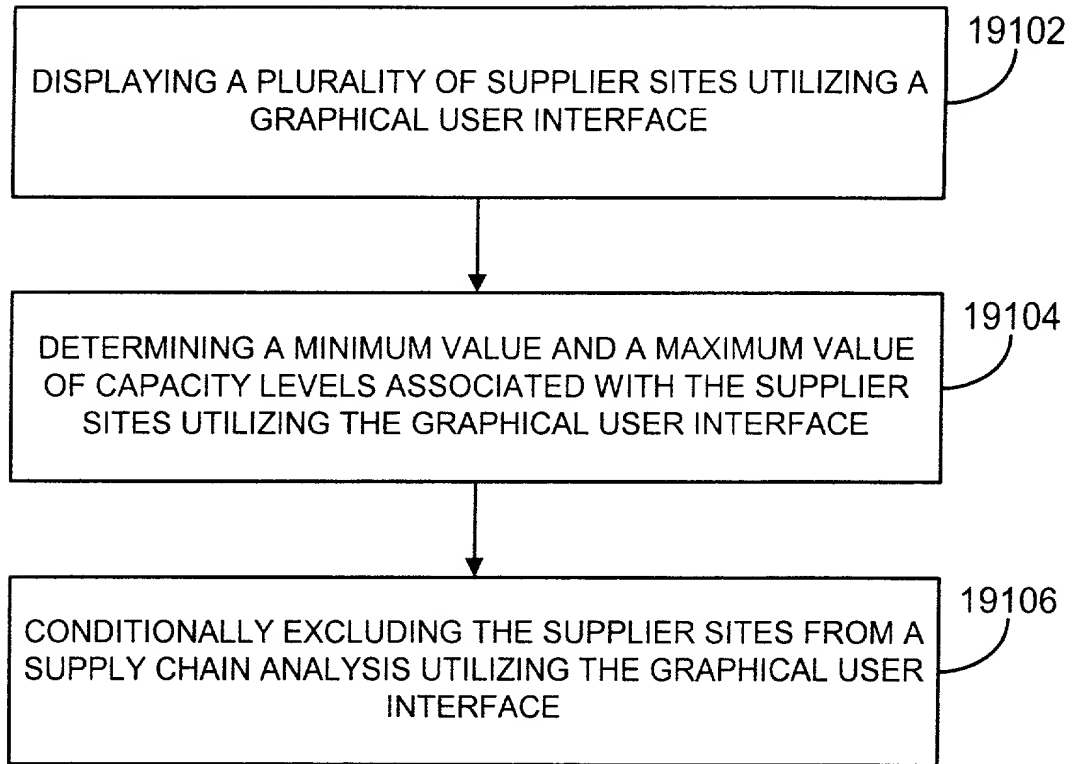 19102
DISPLAYING A PLURALITY OF SUPPLIER SITES UTILIZING A
GRAPHICAL USER INTERFACE
19104
DETERMINING A MINIMUM VALUE AND A MAXIMUM VALUE
OF CAPACITY LEVELS ASSOCIATED WITH THE SUPPLIER
SITES UTILIZING THE GRAPHICAL USER INTERFACE
19106
CONDITIONALLY EXCLUDING THE SUPPLIER SITES FROM A
SUPPLY CHAIN ANALYSIS UTILIZING THE GRAPHICAL USER
INTERFACE